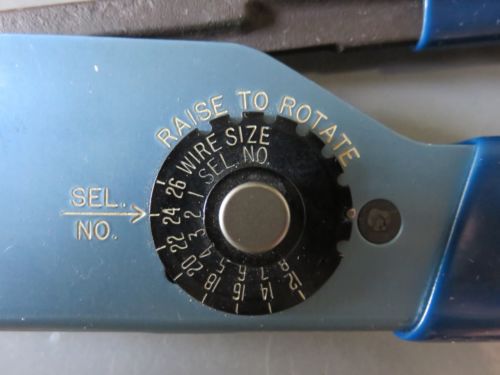 RAISE TO ROTATE
WIRE SIZE
SEL. NO.
26 24 22 20 18 16 14 12
2 3 4 5 6 7 8
SEL.
NO.